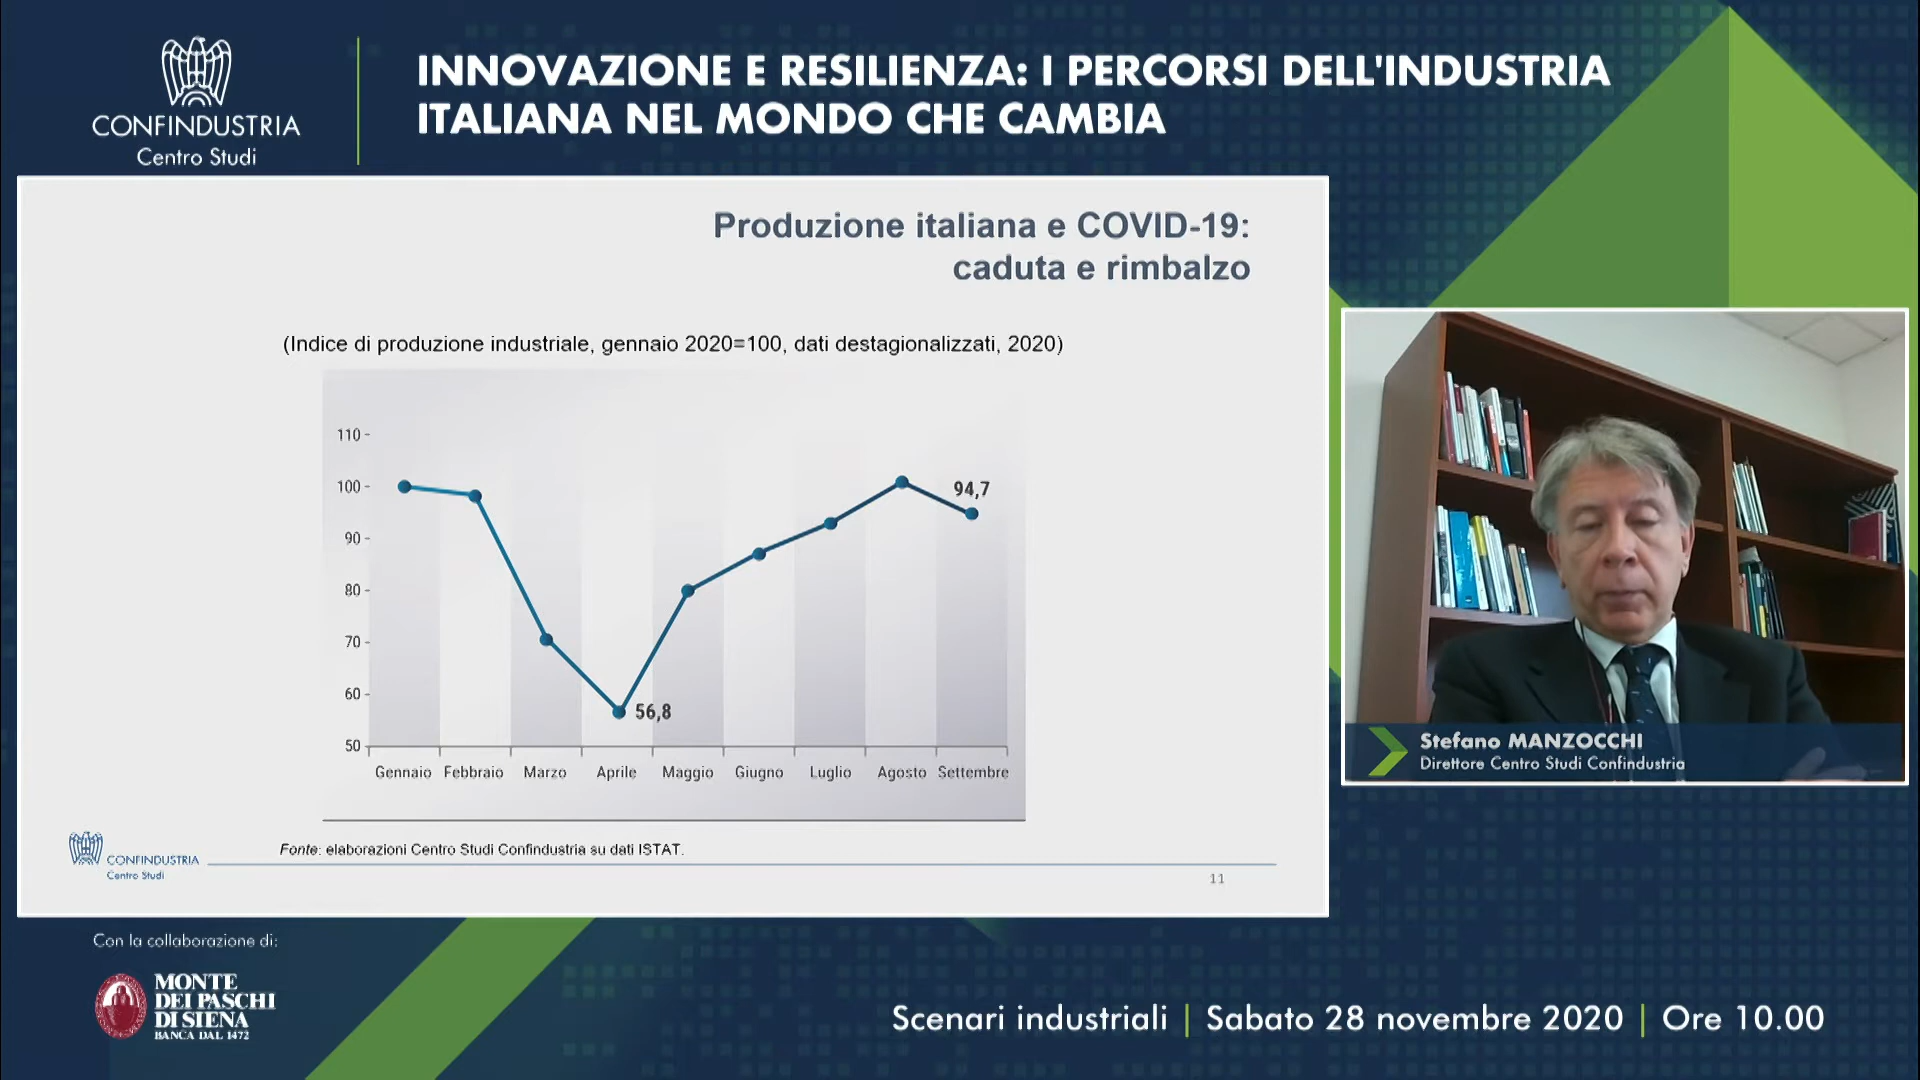 CONFINDUSTRIA
Centro Studi
INNOVAZIONE E RESILIENZA: I PERCORSI DELL'INDUSTRIA
ITALIANA NEL MONDO CHE CAMBIA
Produzione italiana e COVID-19:
caduta e rimbalzo
(Indice di produzione industriale, gennaio 2020=100, dati destagionalizzati, 2020)
110
100
90
80
70
60
50
94,7
56,8
Gennaio Febbraio Marzo Aprile Maggio Giugno Luglio Agosto Settembre
Fonte: elaborazioni Centro Studi Confindustria su dati ISTAT.
CONFINDUSTRIA
Centro Studi
11
Stefano MANZOCCHI
Direttore Centro Studi Confindustria
Con la collaborazione di:
MONTE
DEI PASCHI
DI SIENA
BANCA DAL 1472
Scenari industriali | Sabato 28 novembre 2020 | Ore 10.00